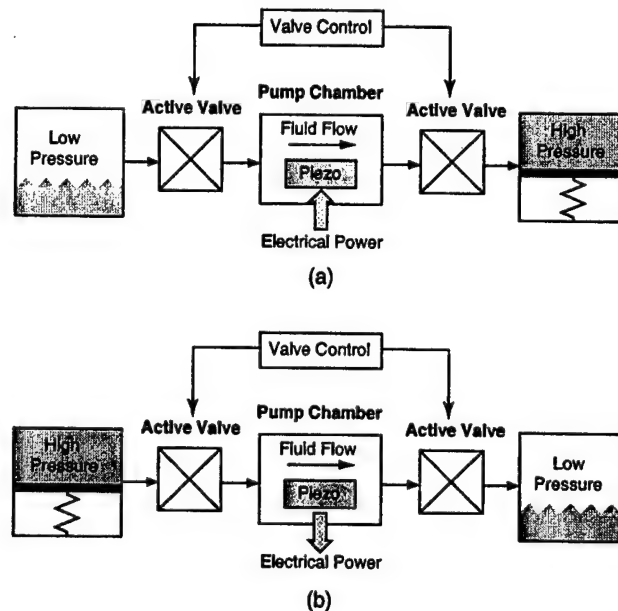 Valve Control
Active Valve
Pump Chamber
Active Valve
Low
Pressure
Fluid Flow
Piezo
High
Pressure
Electrical Power
(a)
Valve Control
Active Valve
Pump Chamber
Active Valve
High
Pressure
Fluid Flow
Piezo
Low
Pressure
Electrical Power
(b)